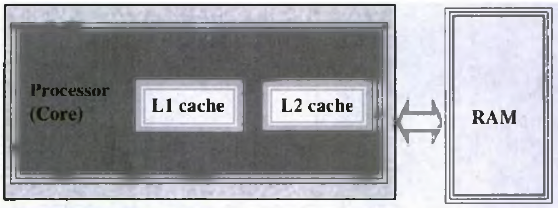 Processor
(Core)
L1 cache
L2 cache
RAM